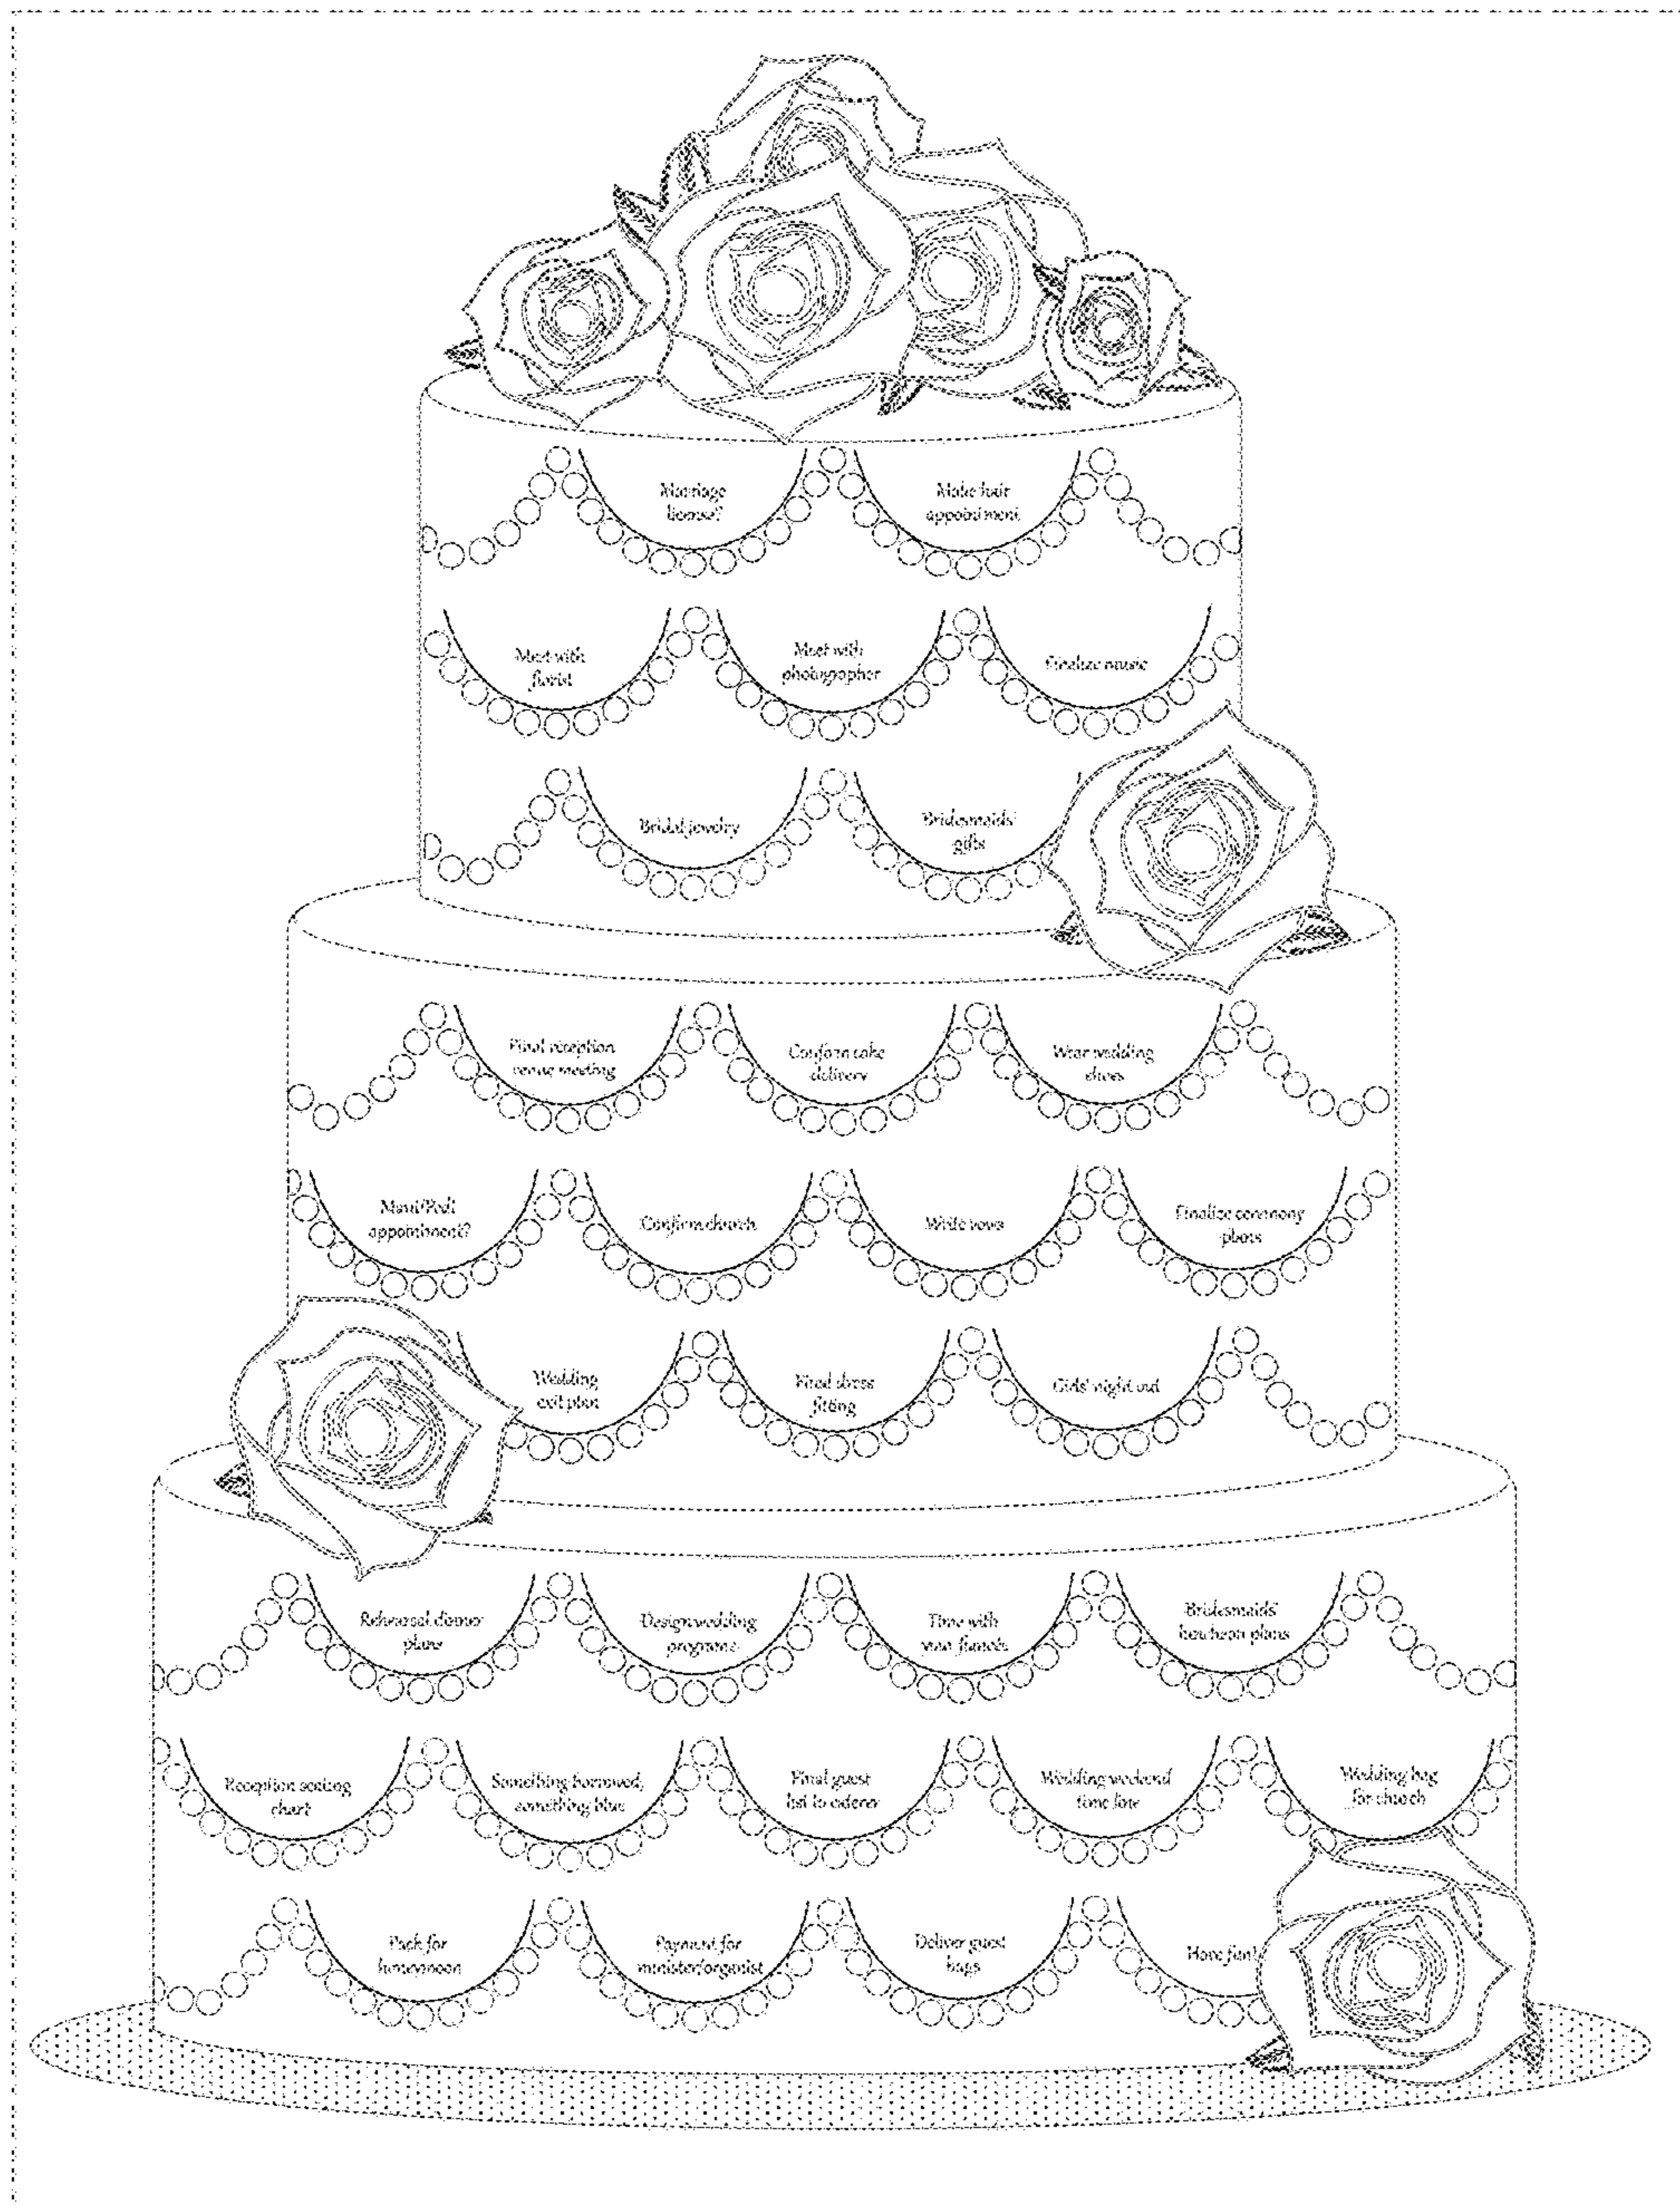 Marriage
license?
Make hair
appointment
Meet with
florist
Meet with
photographer
Finalize music
Bridal jewelry
Bridesmaids'
gifts
Final reception
venue meeting
Confirm cake
delivery
Wear wedding
shoes
Mani/Pedi
appointment?
Confirm church
Write vows
Finalize ceremony
photos
Wedding
exit plan
Final dress
fitting
Girls' night out
Rehearsal dinner
plans
Design wedding
programs
Time with
your friends
Bridesmaids'
luncheon plans
Reception seating
chart
Something borrowed,
something blue
Final guest
list to caterer
Wedding weekend
time line
Wedding bag
for church
Pack for
honeymoon
Payment for
minister/organist
Deliver guest
bags
Have fun!